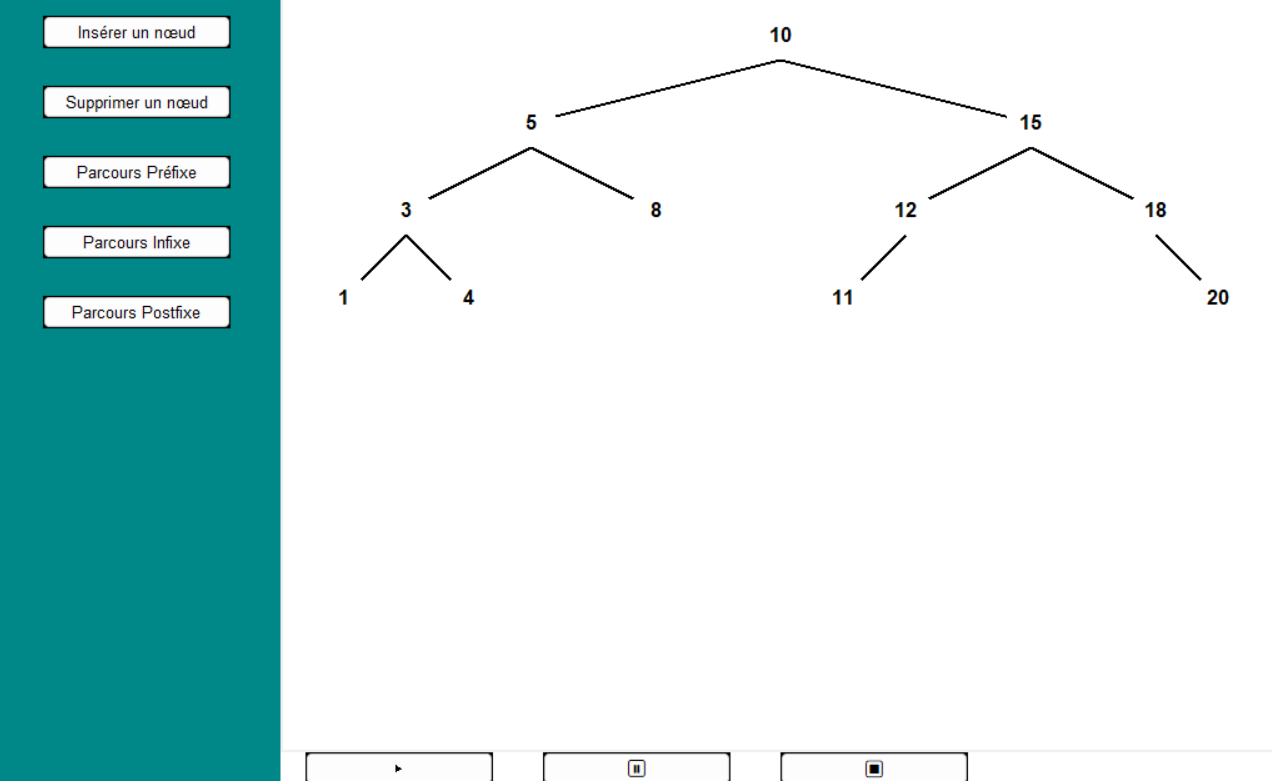 Insérer un nœud
Supprimer un nœud
Parcours Préfixe
Parcours Infixe
Parcours Postfixe
10
5 15
3 8 12 18
1 4 11 20